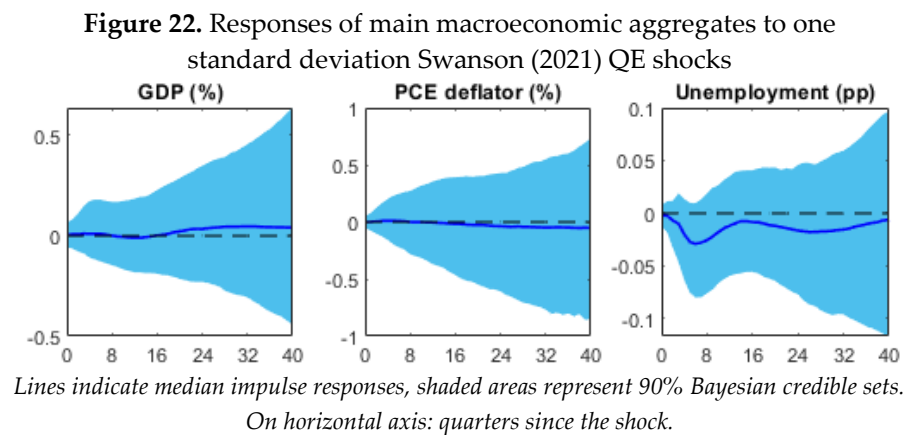 Figure 22. Responses of main macroeconomic aggregates to one
standard deviation Swanson (2021) QE shocks
GDP (%)
0.5
0
-0.5
0 8 16 24 32 40
PCE deflator (%)
1
0.5
0
-0.5
-1
0 8 16 24 32 40
Unemployment (pp)
0.1
0.05
0
-0.05
-0.1
0 8 16 24 32 40
Lines indicate median impulse responses, shaded areas represent 90% Bayesian credible sets.
On horizontal axis: quarters since the shock.